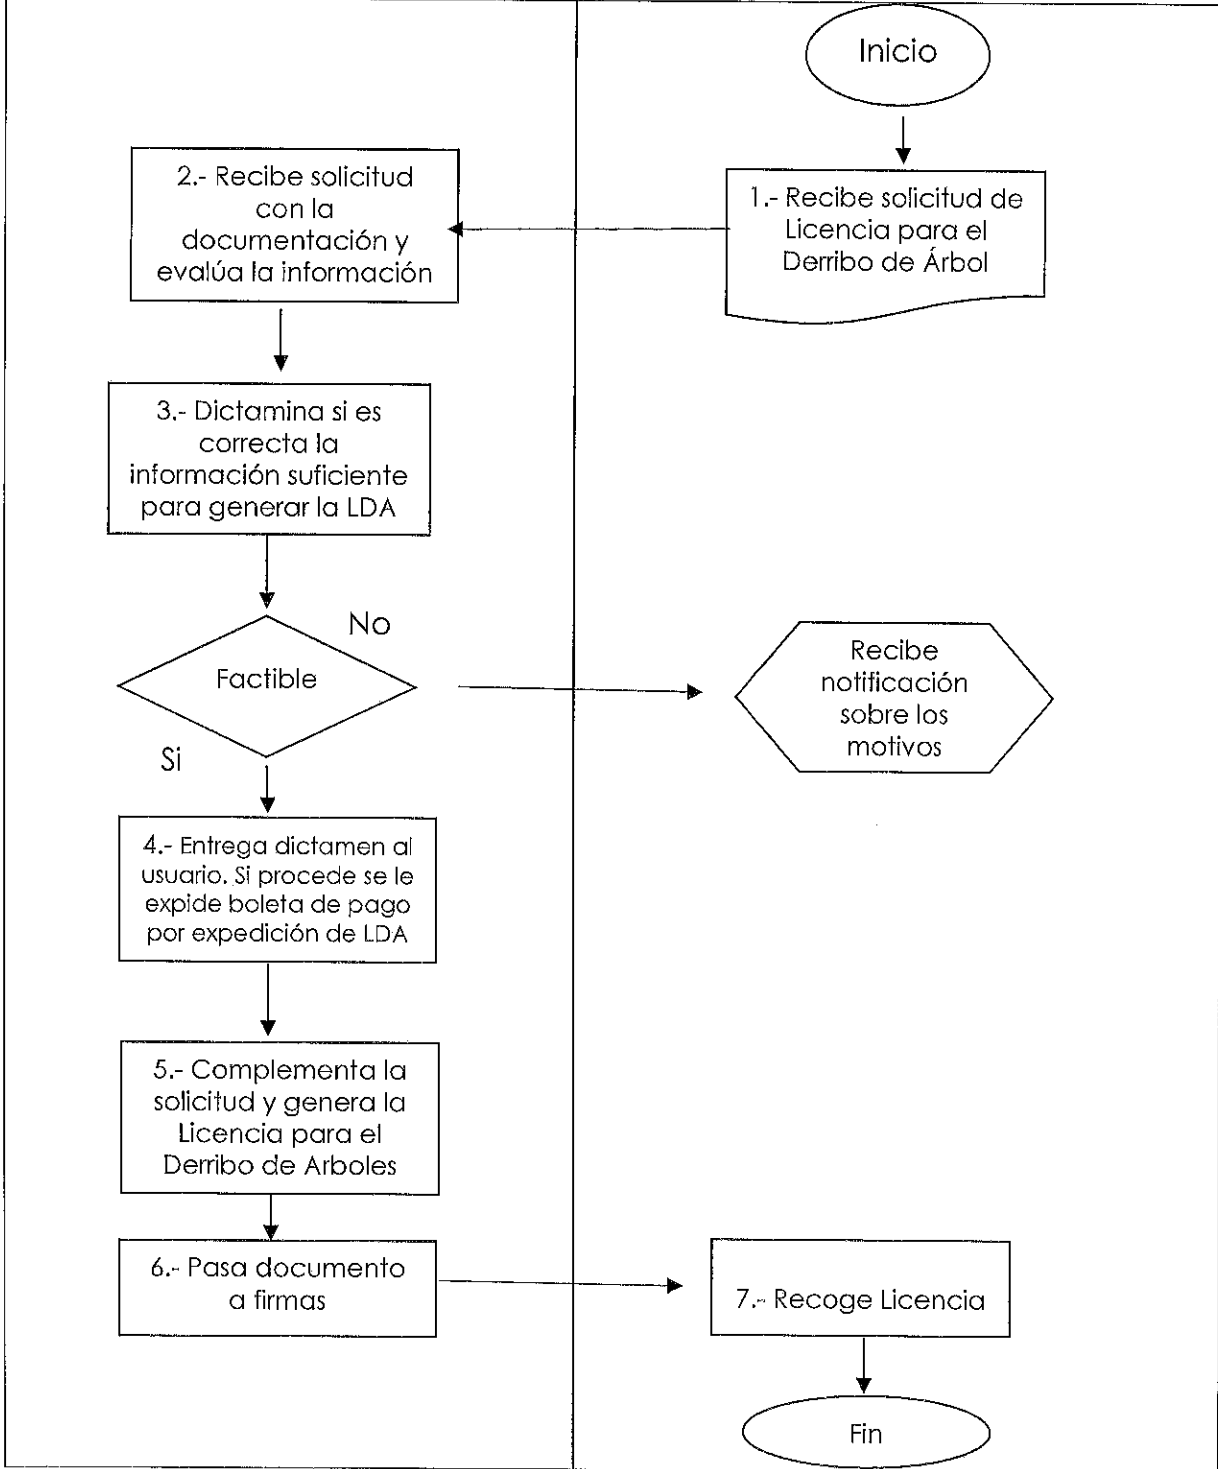 Inicio
1.- Recibe solicitud de
Licencia para el
Derribo de Árbol
2.- Recibe solicitud
con la
documentación y
evalúa la información
3.- Dictamina si es
correcta la
información suficiente
para generar la LDA
Factible
No
Si
Recibe
notificación
sobre los
motivos
4.- Entrega dictamen al
usuario. Si procede se le
expide boleta de pago
por expedición de LDA
5.- Complementa la
solicitud y genera la
Licencia para el
Derribo de Arboles
6.- Pasa documento
a firmas
7.- Recoge Licencia
Fin